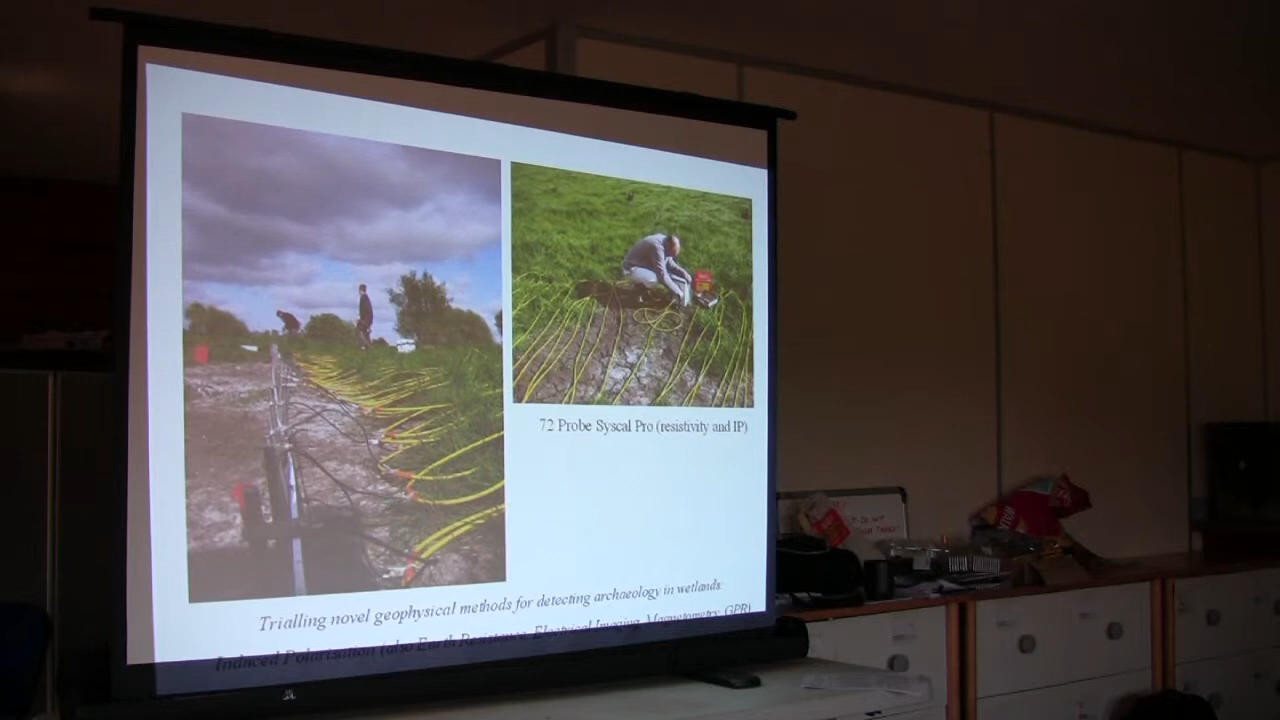 72 Probe Syscal Pro (resistivity and IP)
Trialling novel geophysical methods for detecting archaeology in wetlands:
Induced Polarisation (also Earth Resistance, Electrical Imaging, Magnetometry, GPR)